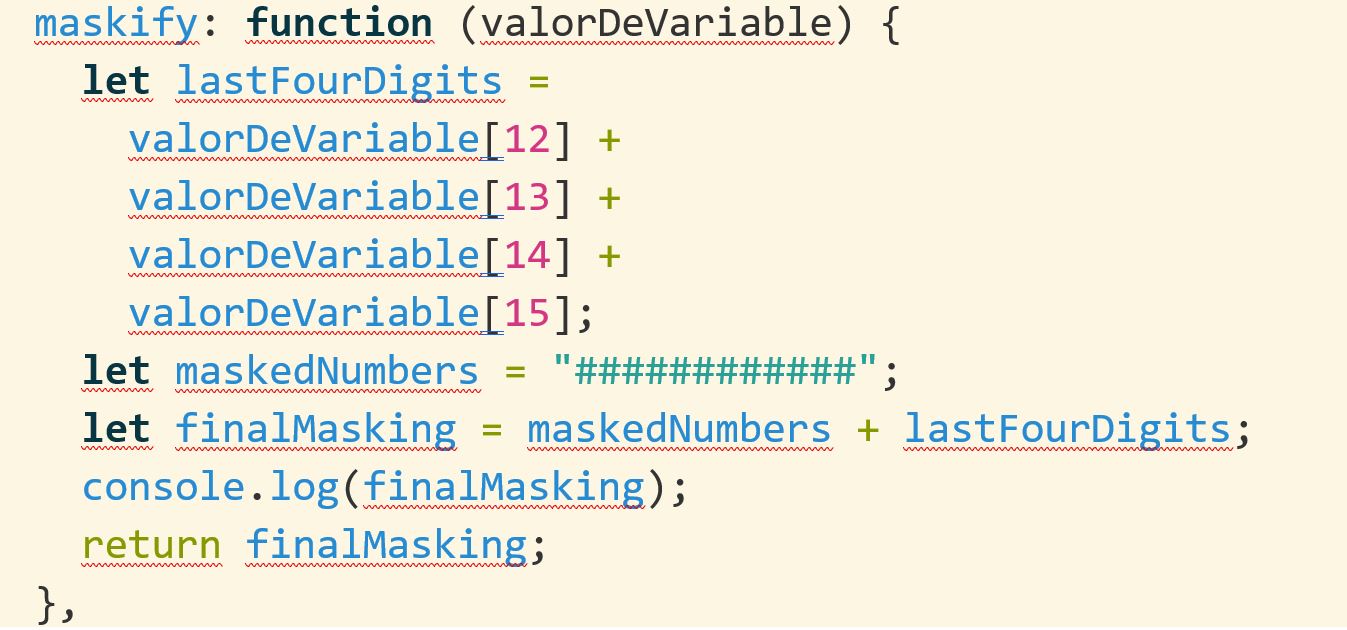 maskify: function (valorDeVariable) {
let lastFourDigits =
valorDeVariable[12] +
valorDeVariable[13] +
valorDeVariable[14] +
valorDeVariable[15];
let maskedNumbers = "############";
let finalMasking = maskedNumbers + lastFourDigits;
console.log(finalMasking);
return finalMasking;
},